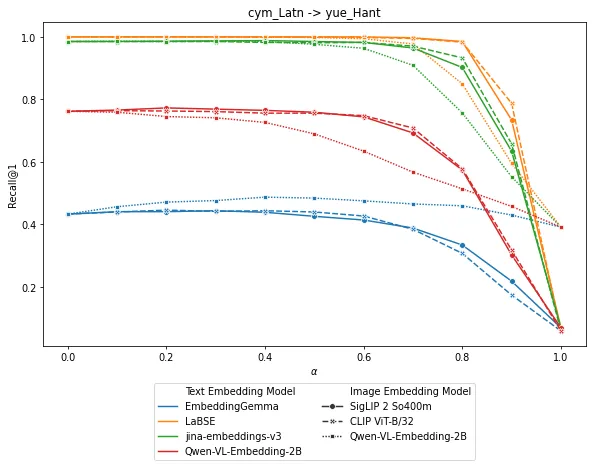 cym_Latn -> yue_Hant
Recall@1
1.0
0.8
0.6
0.4
0.2
0.0 0.2 0.4 0.6 0.8 1.0
α
Text Embedding Model
EmbeddingGemma
LaBSE
jina-embeddings-v3
Qwen-VL-Embedding-2B
Image Embedding Model
SigLIP 2 So400m
CLIP ViT-B/32
Qwen-VL-Embedding-2B